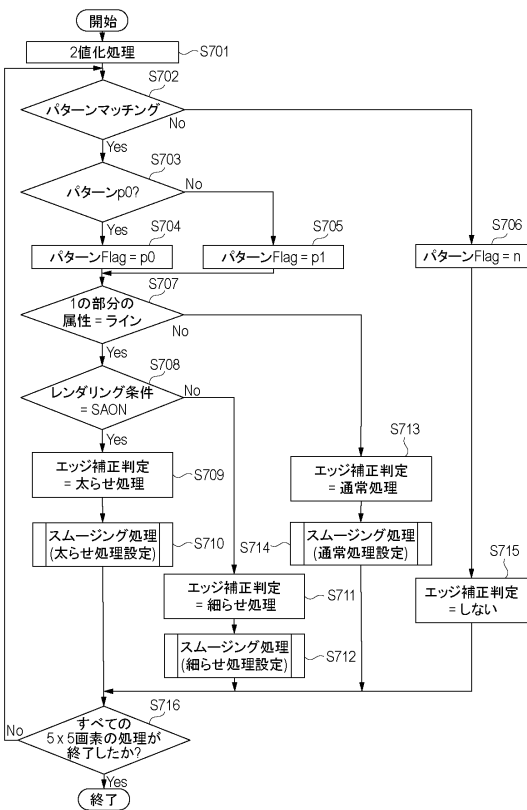 開始
2値化処理
S701
S702
パターンマッチング
No
Yes
S703
パターンp0?
No
Yes
S704
パターンFlag = p0
S705
パターンFlag = p1
S706
パターンFlag = n
S707
1の部分の
属性 = ライン
No
Yes
S708
レンダリング条件
= SAON
No
Yes
エッジ補正判定
= 太らせ処理
S709
S713
エッジ補正判定
= 通常処理
スムージング処理
(太らせ処理設定)
S710
S714
スムージング処理
(通常処理設定)
エッジ補正判定
= 細らせ処理
S711
S715
エッジ補正判定
= しない
スムージング処理
(細らせ処理設定)
S712
S716
すべての
5 x 5画素の処理が
終了したか?
No
Yes
終了